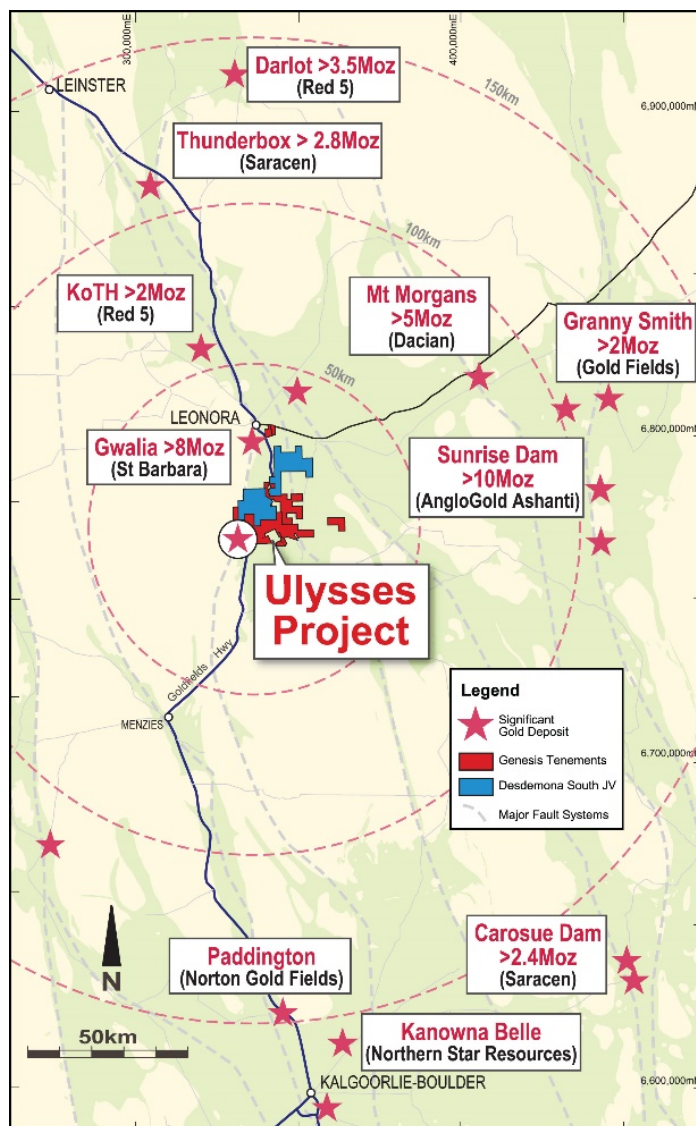 300,000mE
400,000mE
Darlot >3.5Moz
(Red 5)
LEINSTER
150km
6,900,000mN
Thunderbox > 2.8Moz
(Saracen)
100km
KoTH >2Moz
(Red 5)
Mt Morgans
>5Moz
(Dacian)
Granny Smith
>2Moz
(Gold Fields)
50km
LEONORA
6,800,000mN
Gwalia >8Moz
(St Barbara)
Sunrise Dam
>10Moz
(AngloGold Ashanti)
Ulysses
Project
Goldfields Hwy
MENZIES
Legend
Significant
Gold Deposit
Genesis Tenements
Desdemona South JV
Major Fault Systems
6,700,000mN
N
50km
Paddington
(Norton Gold Fields)
Carosue Dam
>2.4Moz
(Saracen)
Kanowna Belle
(Northern Star Resources)
KALGOORLIE-BOULDER
6,600,000mN